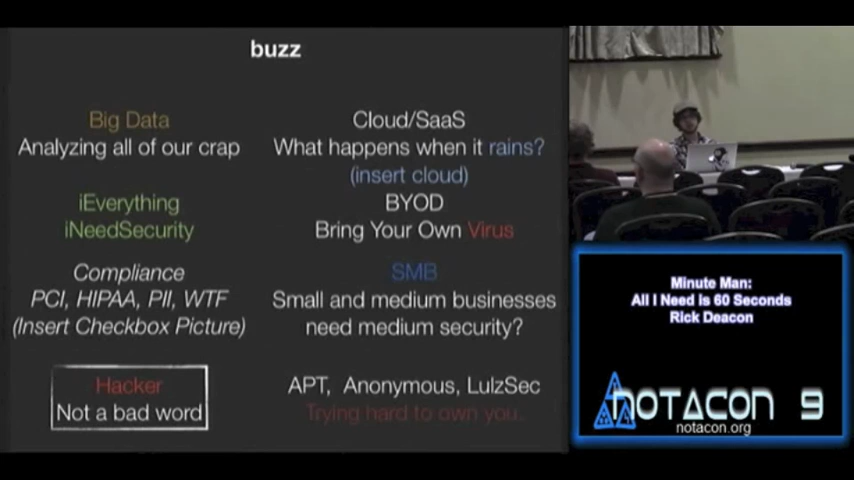 buzz
Big Data
Analyzing all of our crap
iEverything
iNeedSecurity
Compliance
PCI, HIPAA, PII, WTF
(Insert Checkbox Picture)
Hacker
Not a bad word
Cloud/SaaS
What happens when it rains?
(insert cloud)
BYOD
Bring Your Own Virus
SMB
Small and medium businesses
need medium security?
APT, Anonymous, LulzSec
Trying hard to own you.
Minute Man:
All I Need is 60 Seconds
Rick Deacon
NOTACON 9
notacon.org